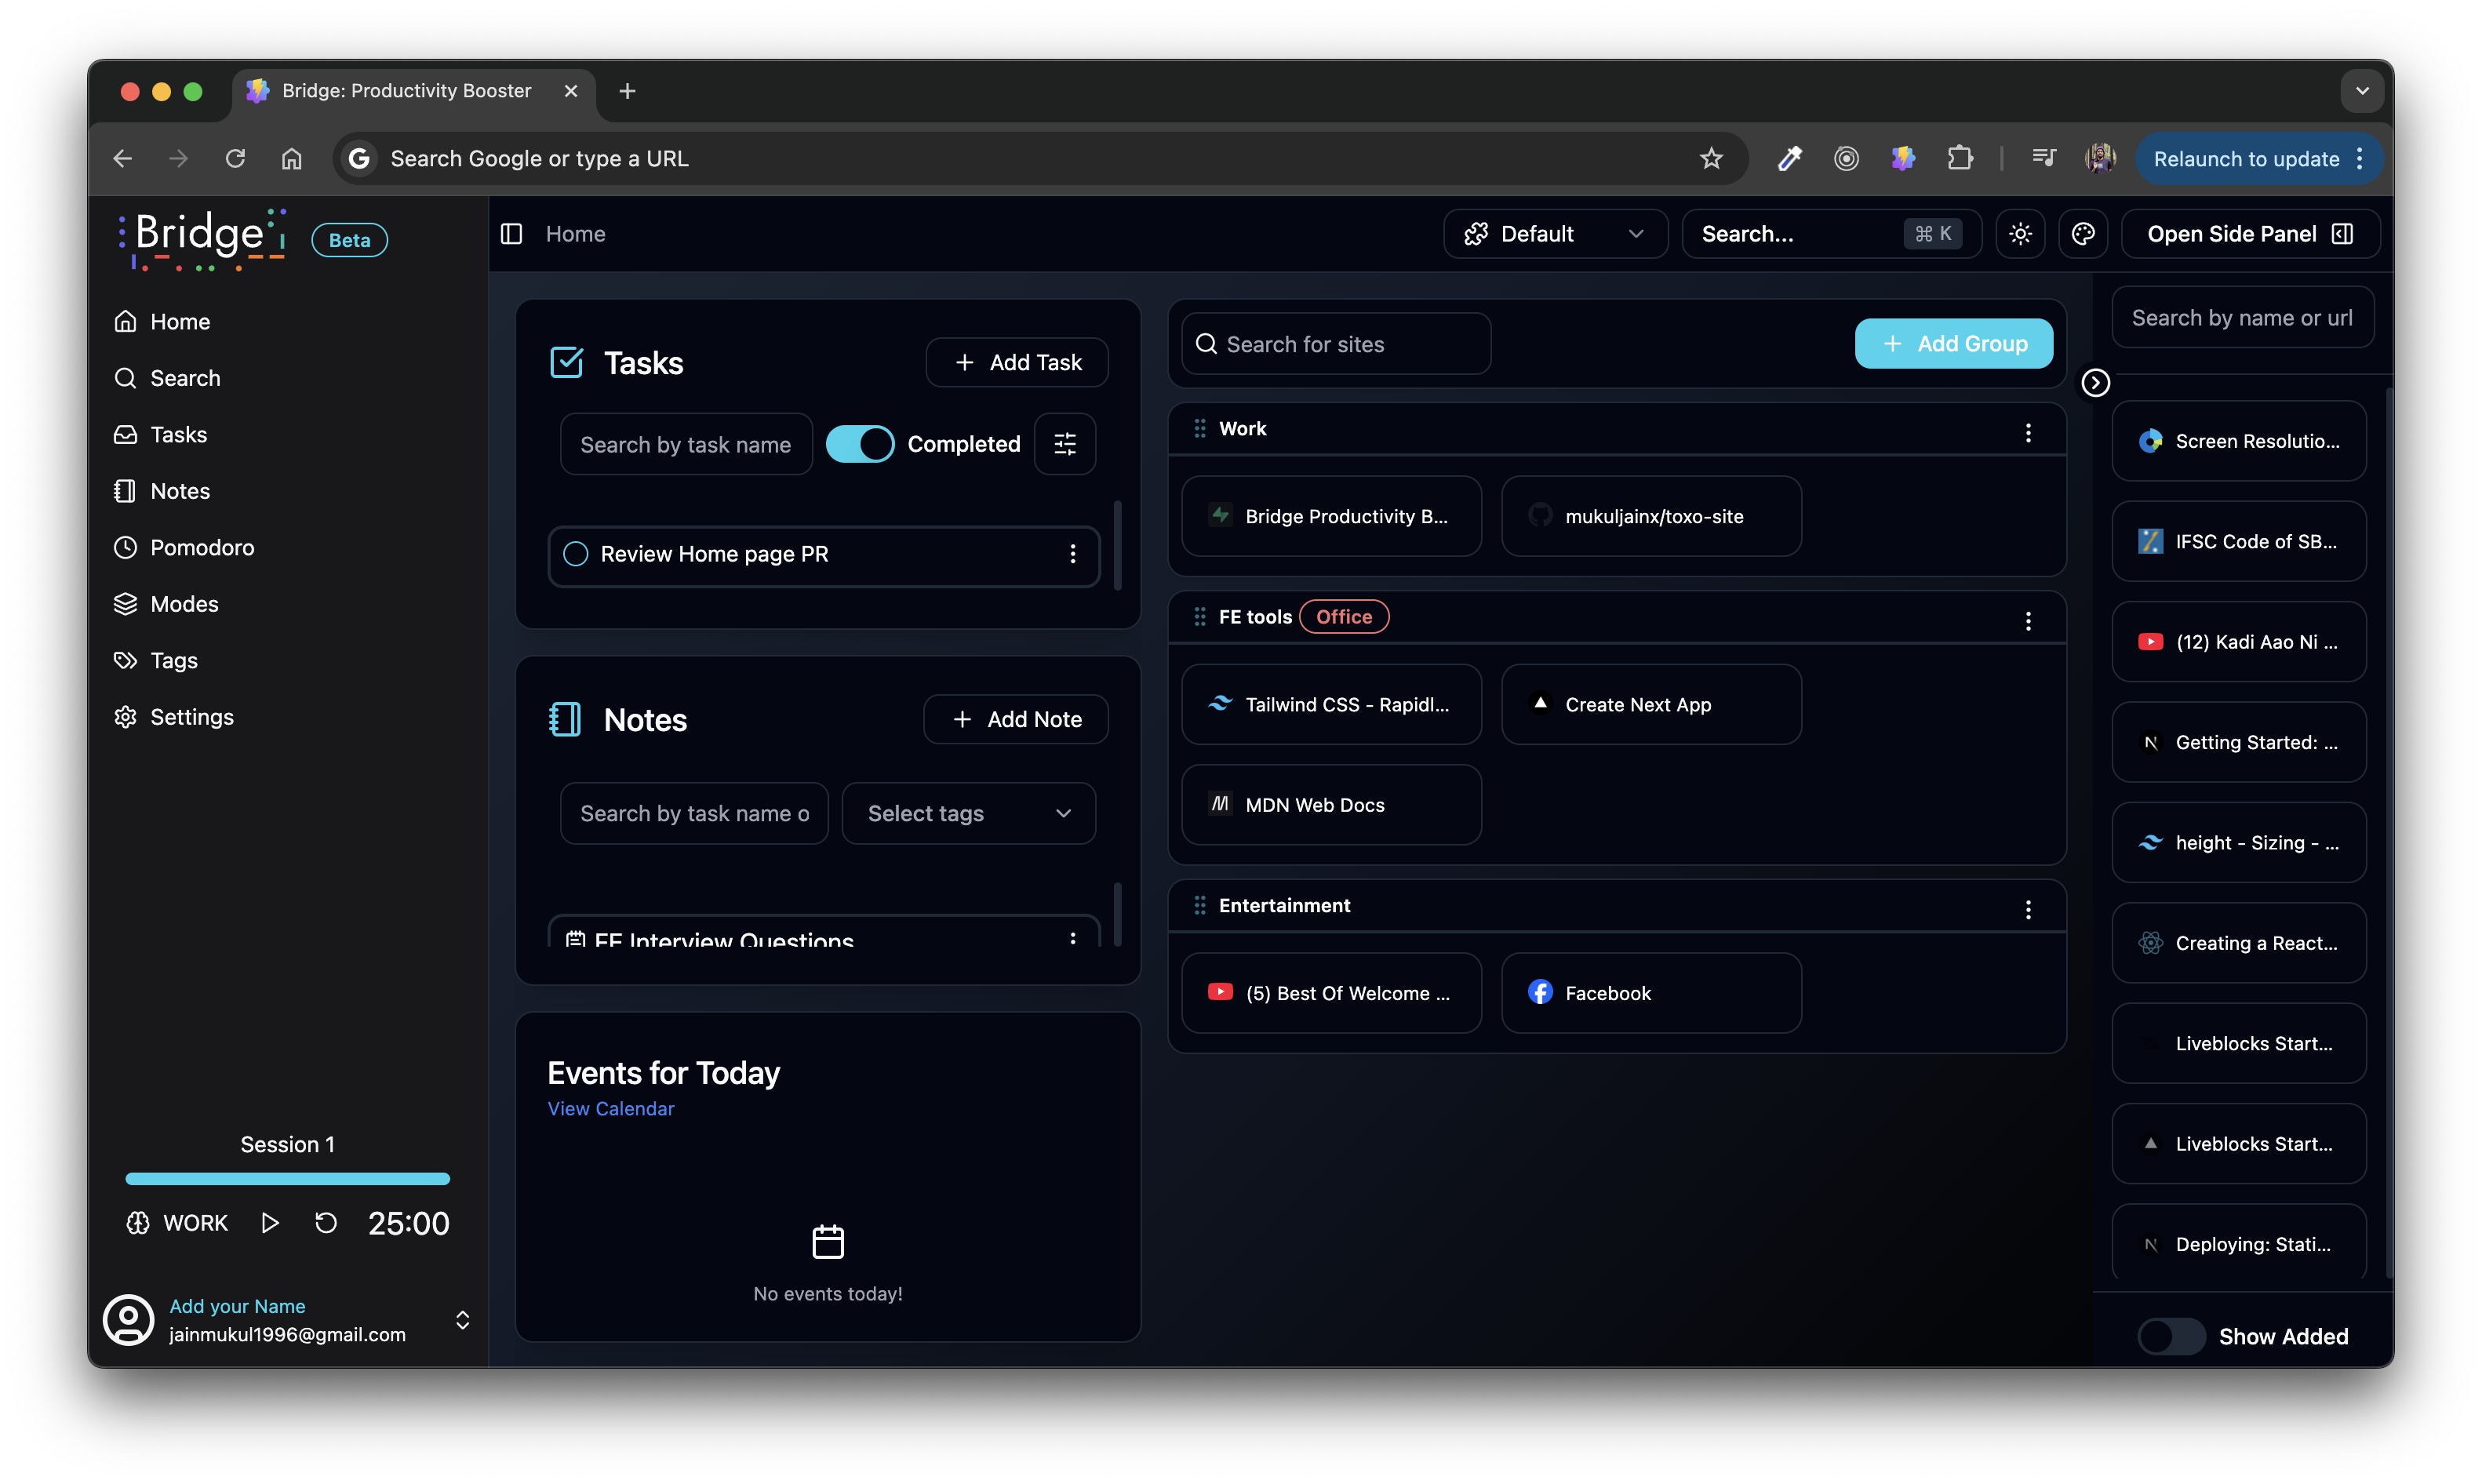 Bridge: Productivity Booster
Search Google or type a URL
Relaunch to update
Bridge
Beta
Home
Search
Tasks
Notes
Pomodoro
Modes
Tags
Settings
Session 1
WORK
25:00
Add your Name
jainmukul1996@gmail.com
Home
Default
Search...
⌘ K
Open Side Panel
Tasks
Add Task
Search by task name
Completed
Review Home page PR
Notes
Add Note
Search by task name o
Select tags
FE Interview Questions
Events for Today
View Calendar
No events today!
Search for sites
Add Group
Work
Bridge Productivity B...
mukuljainx/toxo-site
FE tools
Office
Tailwind CSS - Rapidl...
Create Next App
MDN Web Docs
Entertainment
(5) Best Of Welcome ...
Facebook
Search by name or url
Screen Resolutio...
IFSC Code of SB...
(12) Kadi Aao Ni ...
Getting Started: ...
height - Sizing - ...
Creating a React...
Liveblocks Start...
Liveblocks Start...
Deploying: Stati...
Show Added